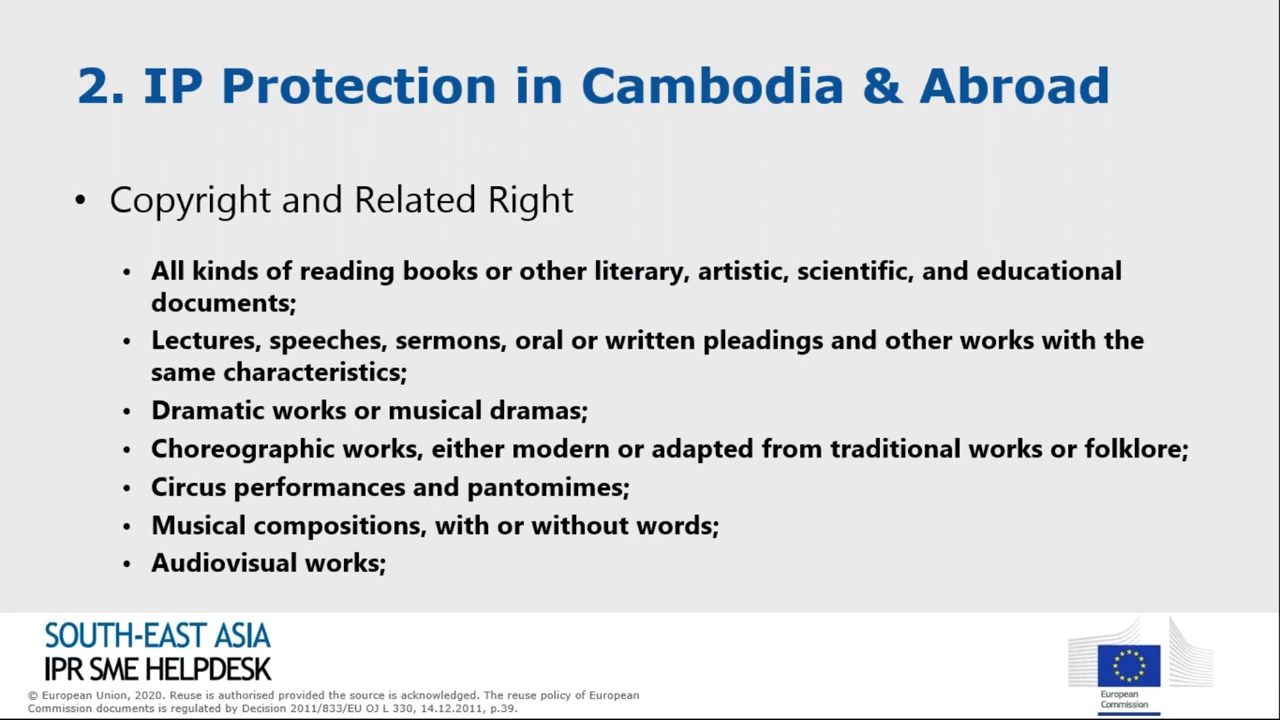 2. IP Protection in Cambodia & Abroad
• Copyright and Related Right
• All kinds of reading books or other literary, artistic, scientific, and educational
documents;
• Lectures, speeches, sermons, oral or written pleadings and other works with the
same characteristics;
• Dramatic works or musical dramas;
• Choreographic works, either modern or adapted from traditional works or folklore;
• Circus performances and pantomimes;
• Musical compositions, with or without words;
• Audiovisual works;
SOUTH-EAST ASIA
IPR SME HELPDESK
© European Union, 2020. Reuse is authorised provided the source is acknowledged. The reuse policy of European
Commission documents is regulated by Decision 2011/833/EU OJ L 330, 14.12.2011, p.39.
European
Commission